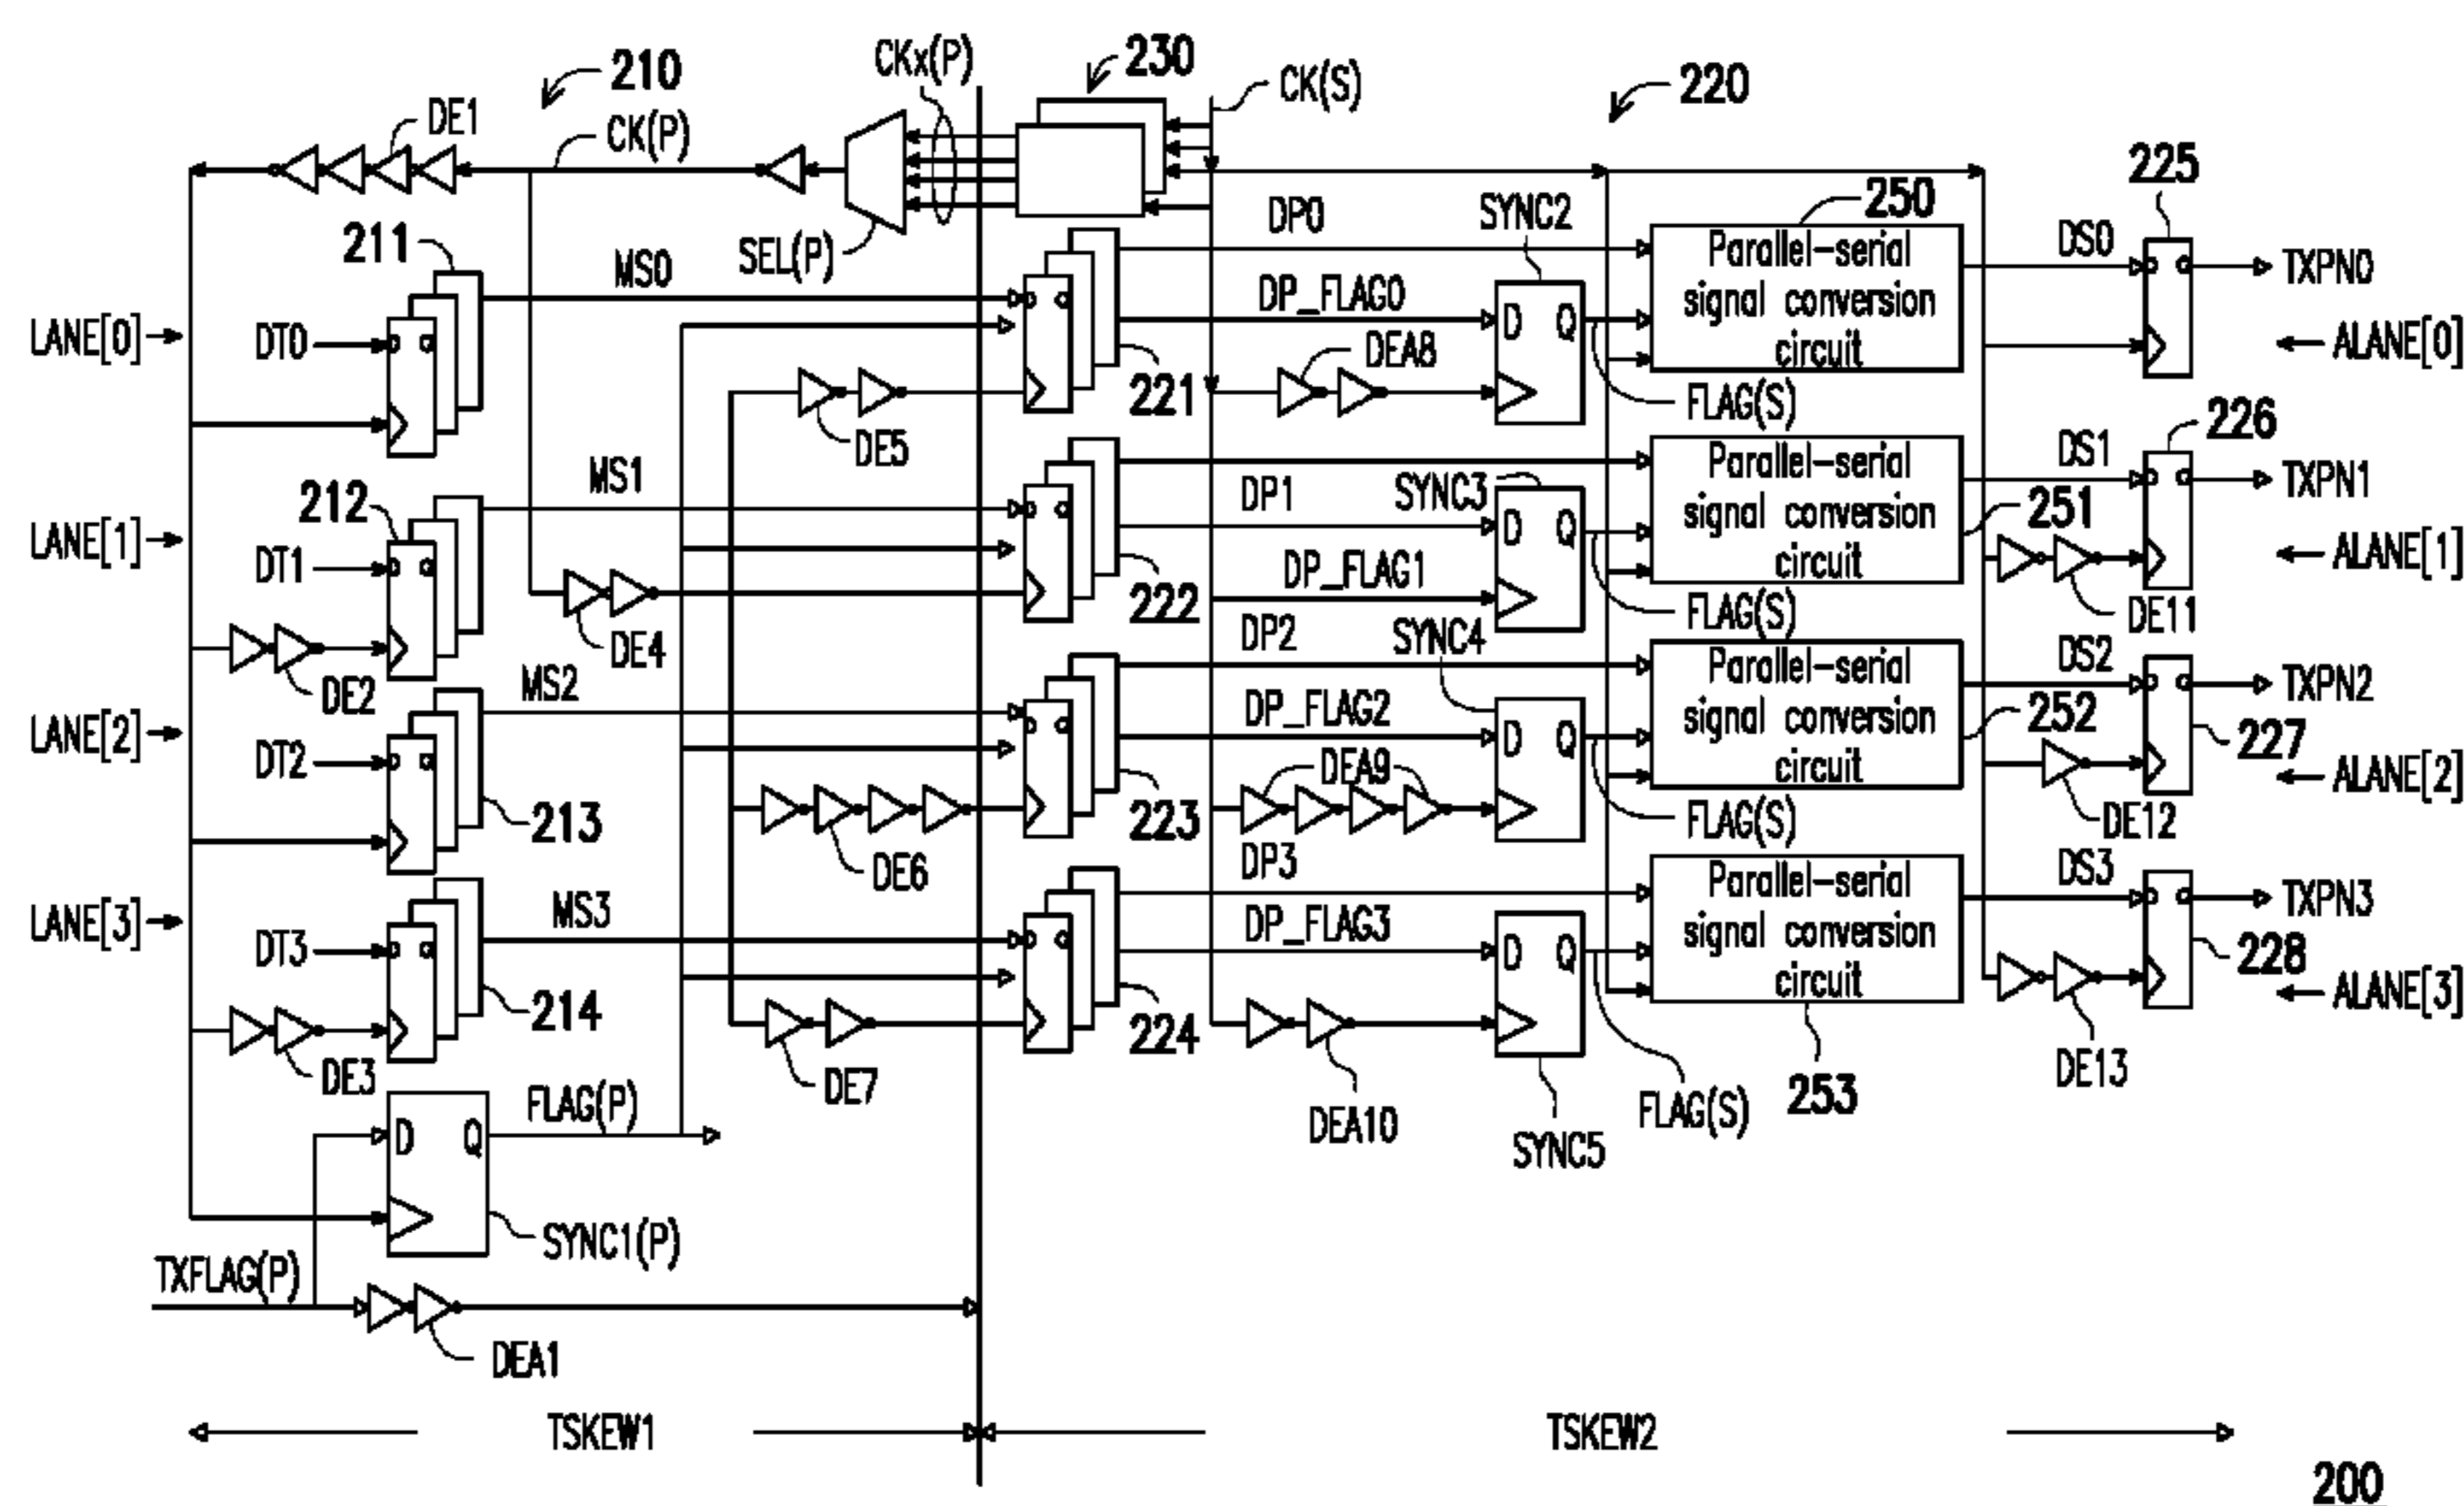 210
CKx(P)
230
CK(S)
220
DE1
CK(P)
SEL(P)
225
211
MS0
DP0
SYNC2
250
Parallel-serial
signal conversion
circuit
DS0
D Q
TXPN0
LANE[0]
DT0
DP_FLAG0
DEA8
ALANE[0]
DE5
221
FLAG(S)
226
212
MS1
DP1
SYNC3
Parallel-serial
signal conversion
circuit
DS1
D Q
251
TXPN1
LANE[1]
DT1
DP_FLAG1
ALANE[1]
DE4
222
FLAG(S)
DE11
DE2
MS2
DP2
SYNC4
Parallel-serial
signal conversion
circuit
DS2
D Q
252
TXPN2
LANE[2]
DT2
DP_FLAG2
227
213
DEA9
ALANE[2]
DE6
223
FLAG(S)
DE12
MS3
DP3
Parallel-serial
signal conversion
circuit
DS3
D Q
TXPN3
LANE[3]
DT3
DP_FLAG3
228
214
224
ALANE[3]
DE3
DE7
DEA10
SYNC5
FLAG(S)
253
DE13
FLAG(P)
D Q
SYNC1(P)
TXFLAG(P)
DEA1
TSKEW1
TSKEW2
200